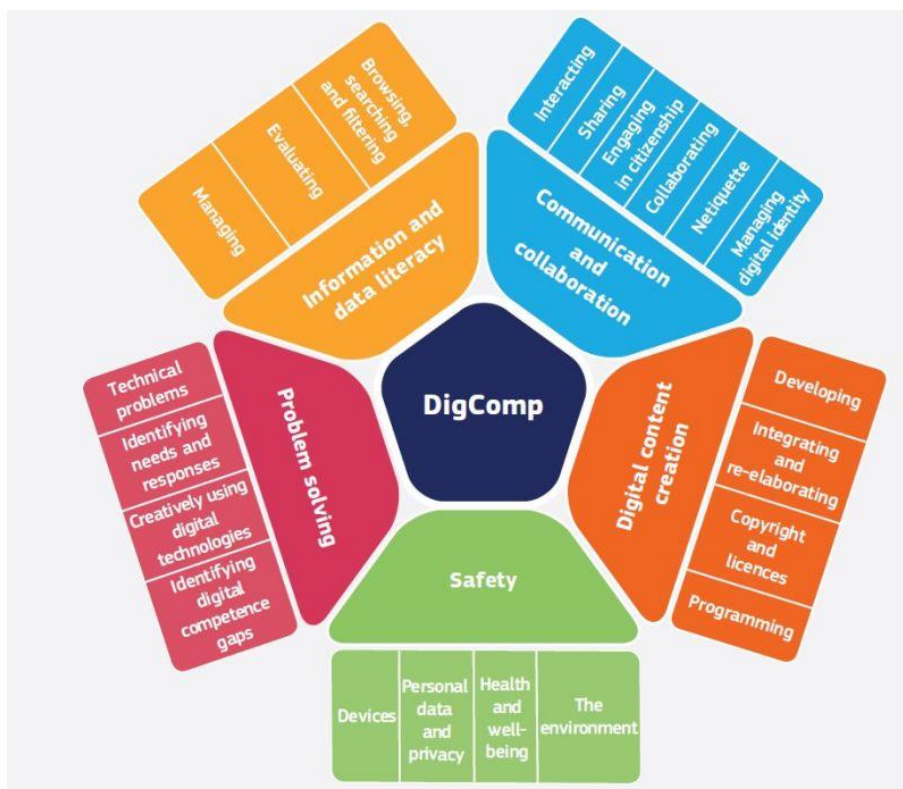 Browsing,
searching
and filtering
Evaluating
Managing
Information and
data literacy
Interacting
Sharing
Engaging
in citizenship
Collaborating
Netiquette
Managing
digital identity
Communication
and
collaboration
DigComp
Developing
Integrating
and
re-elaborating
Copyright
and
licences
Programming
Digital content
creation
Safety
Devices
Personal
data
and
privacy
Health
and
well-
being
The
environment
Problem solving
Technical
problems
Identifying
needs and
responses
Creatively using
digital
technologies
Identifying
digital
competence
gaps